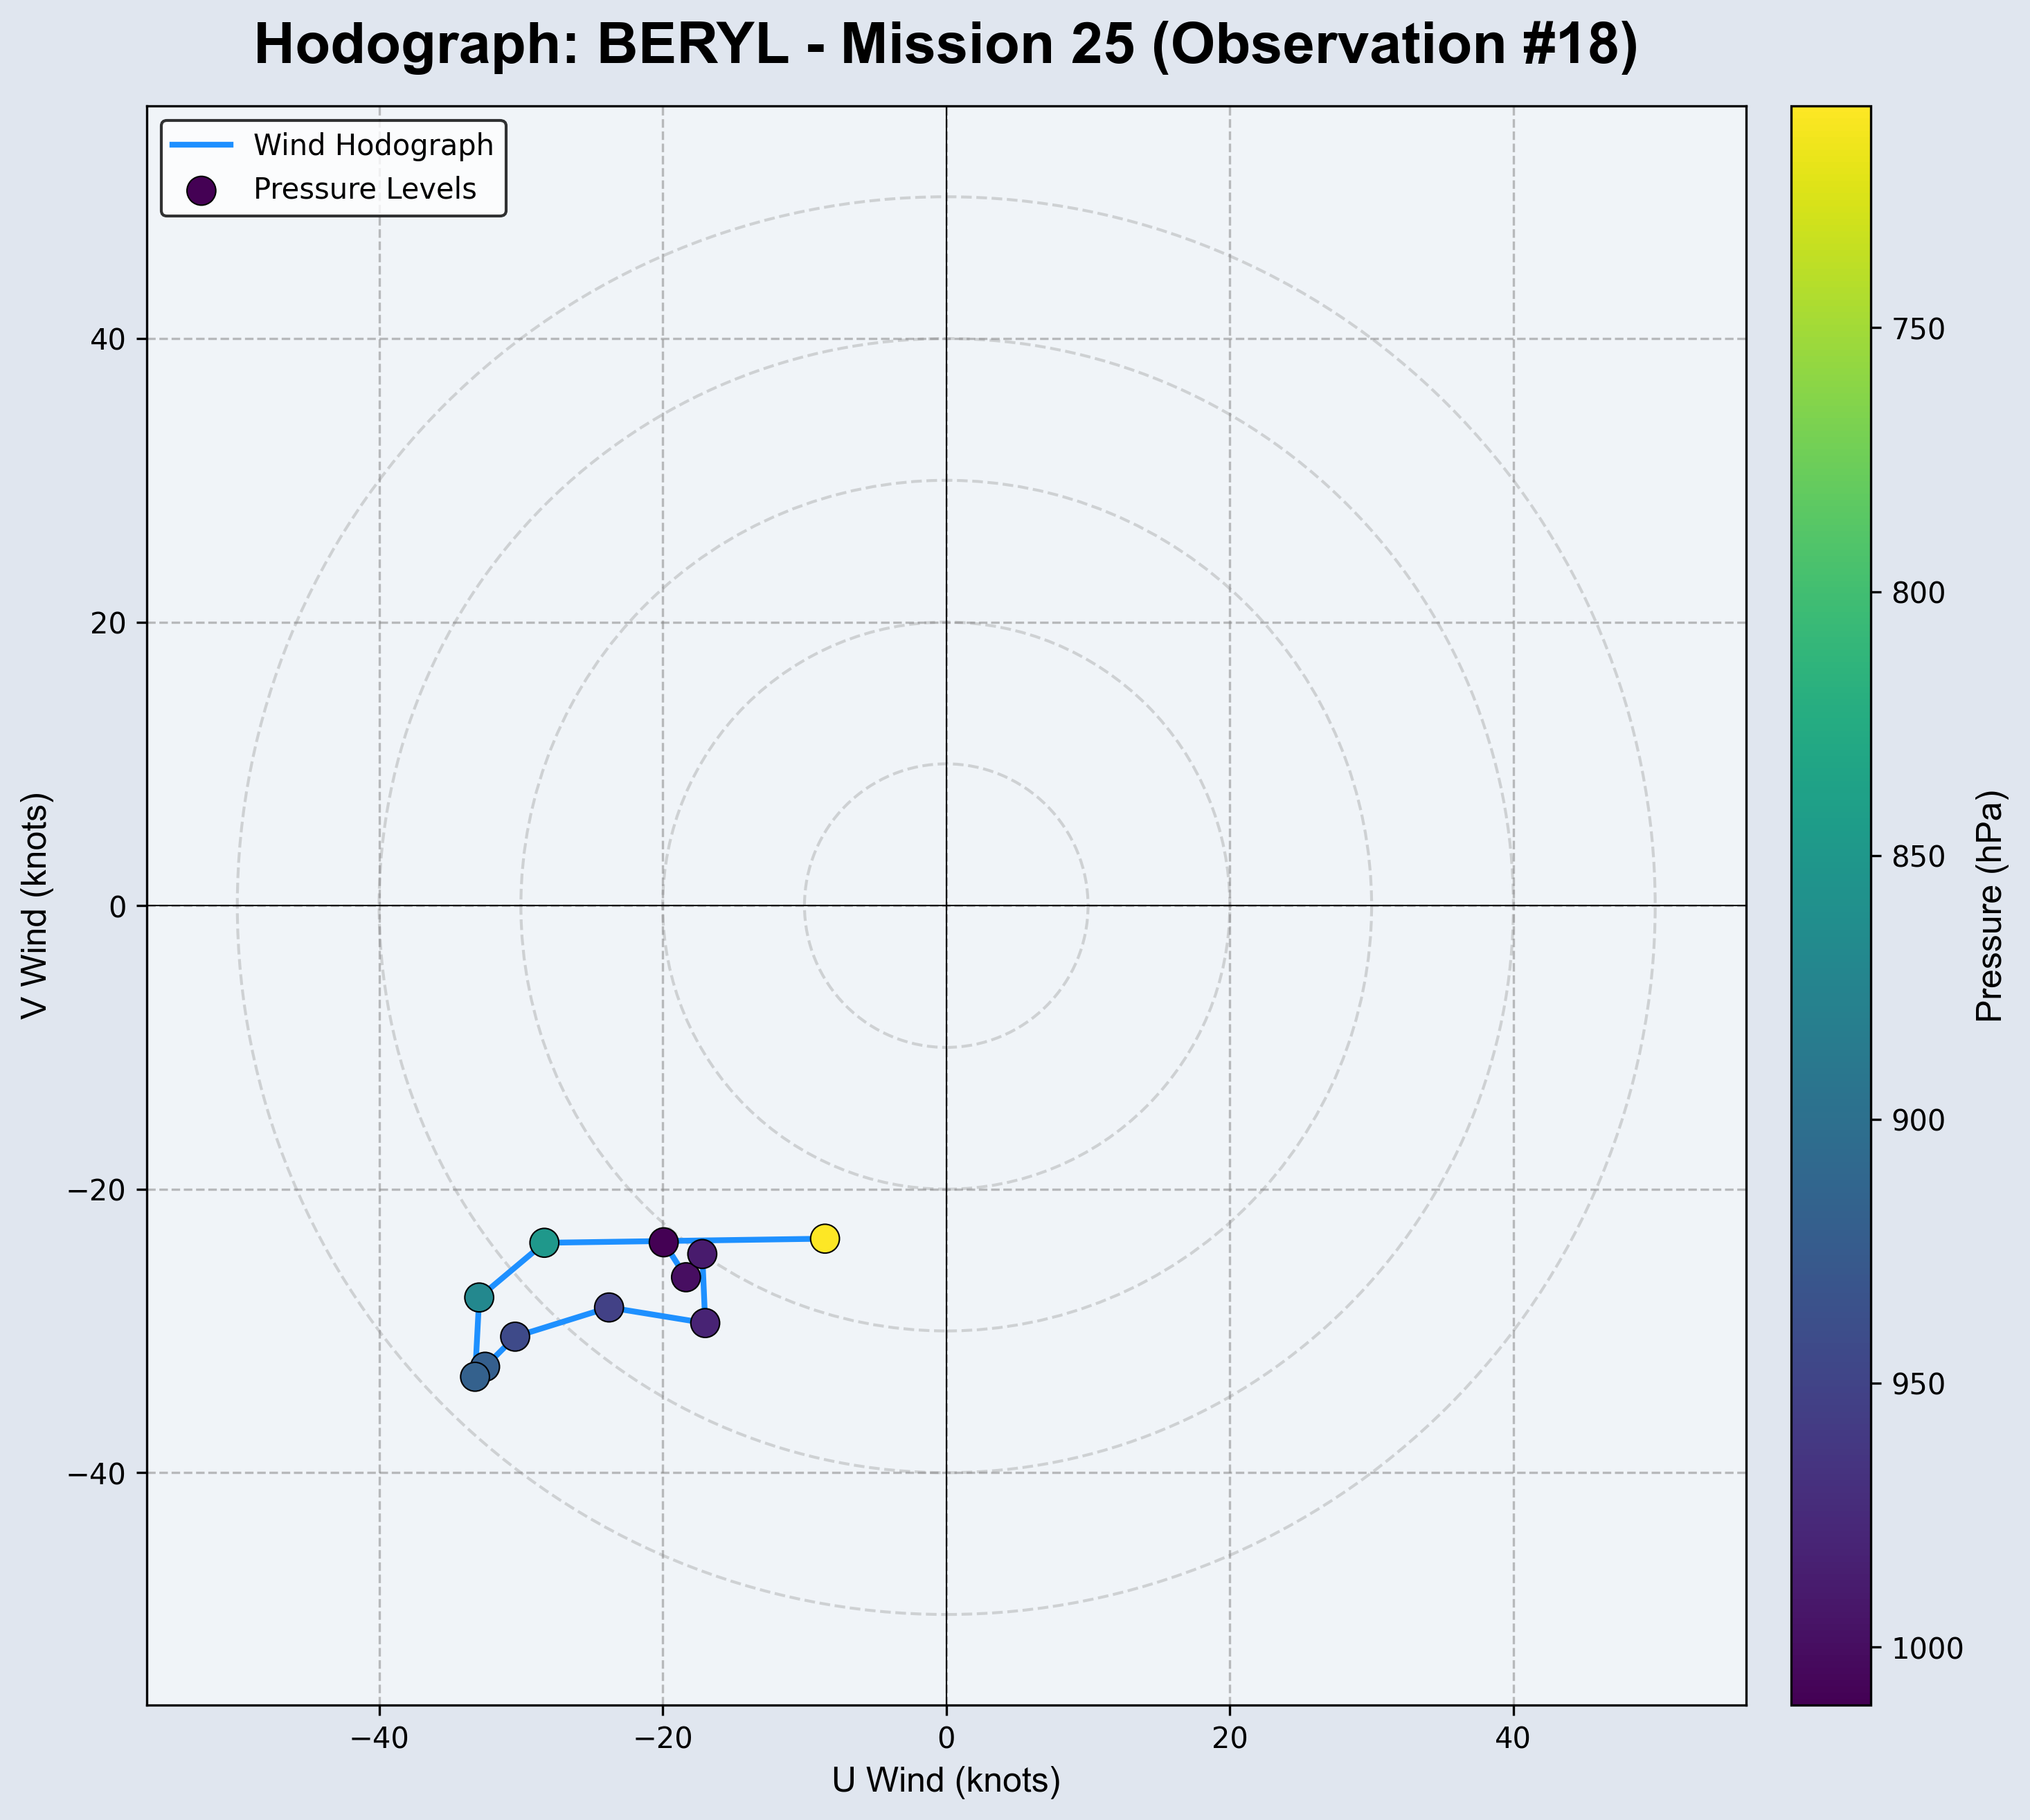 Hodograph: BERYL - Mission 25 (Observation #18)
Wind Hodograph
Pressure Levels
V Wind (knots)
40
20
0
−20
−40
−40
−20
0
20
40
U Wind (knots)
750
800
850
900
950
1000
Pressure (hPa)